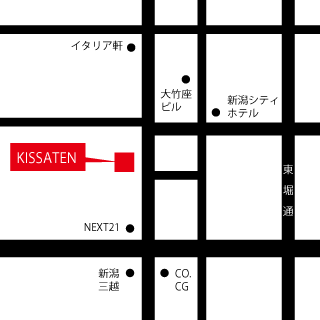 イタリア軒
大竹座
ビル
新潟シティ
ホテル
KISSATEN
東堀通
NEXT21
新潟
三越
CO.
CG